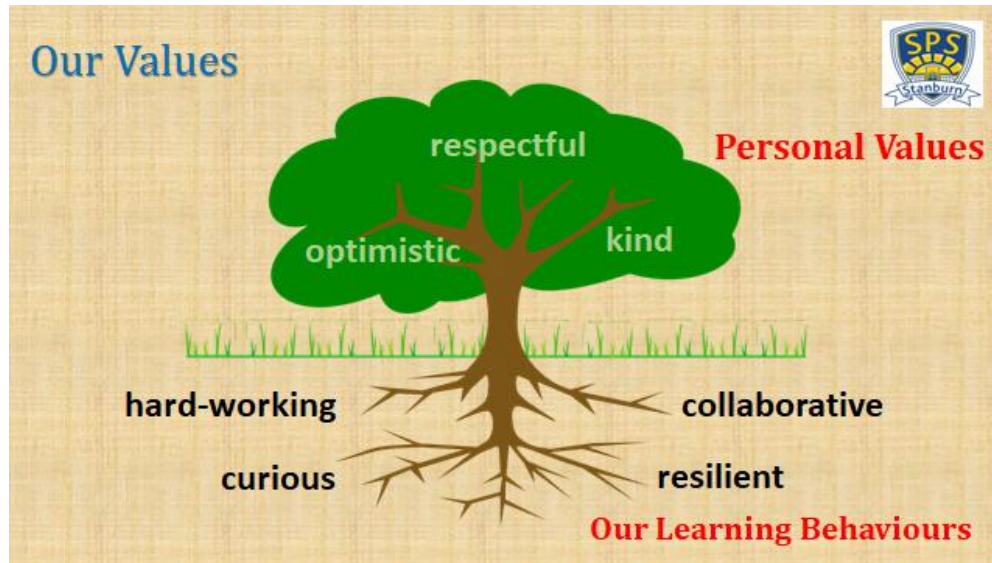 Our Values
SPS
Stanburn
Personal Values
respectful
optimistic
kind
hard-working
collaborative
curious
resilient
Our Learning Behaviours